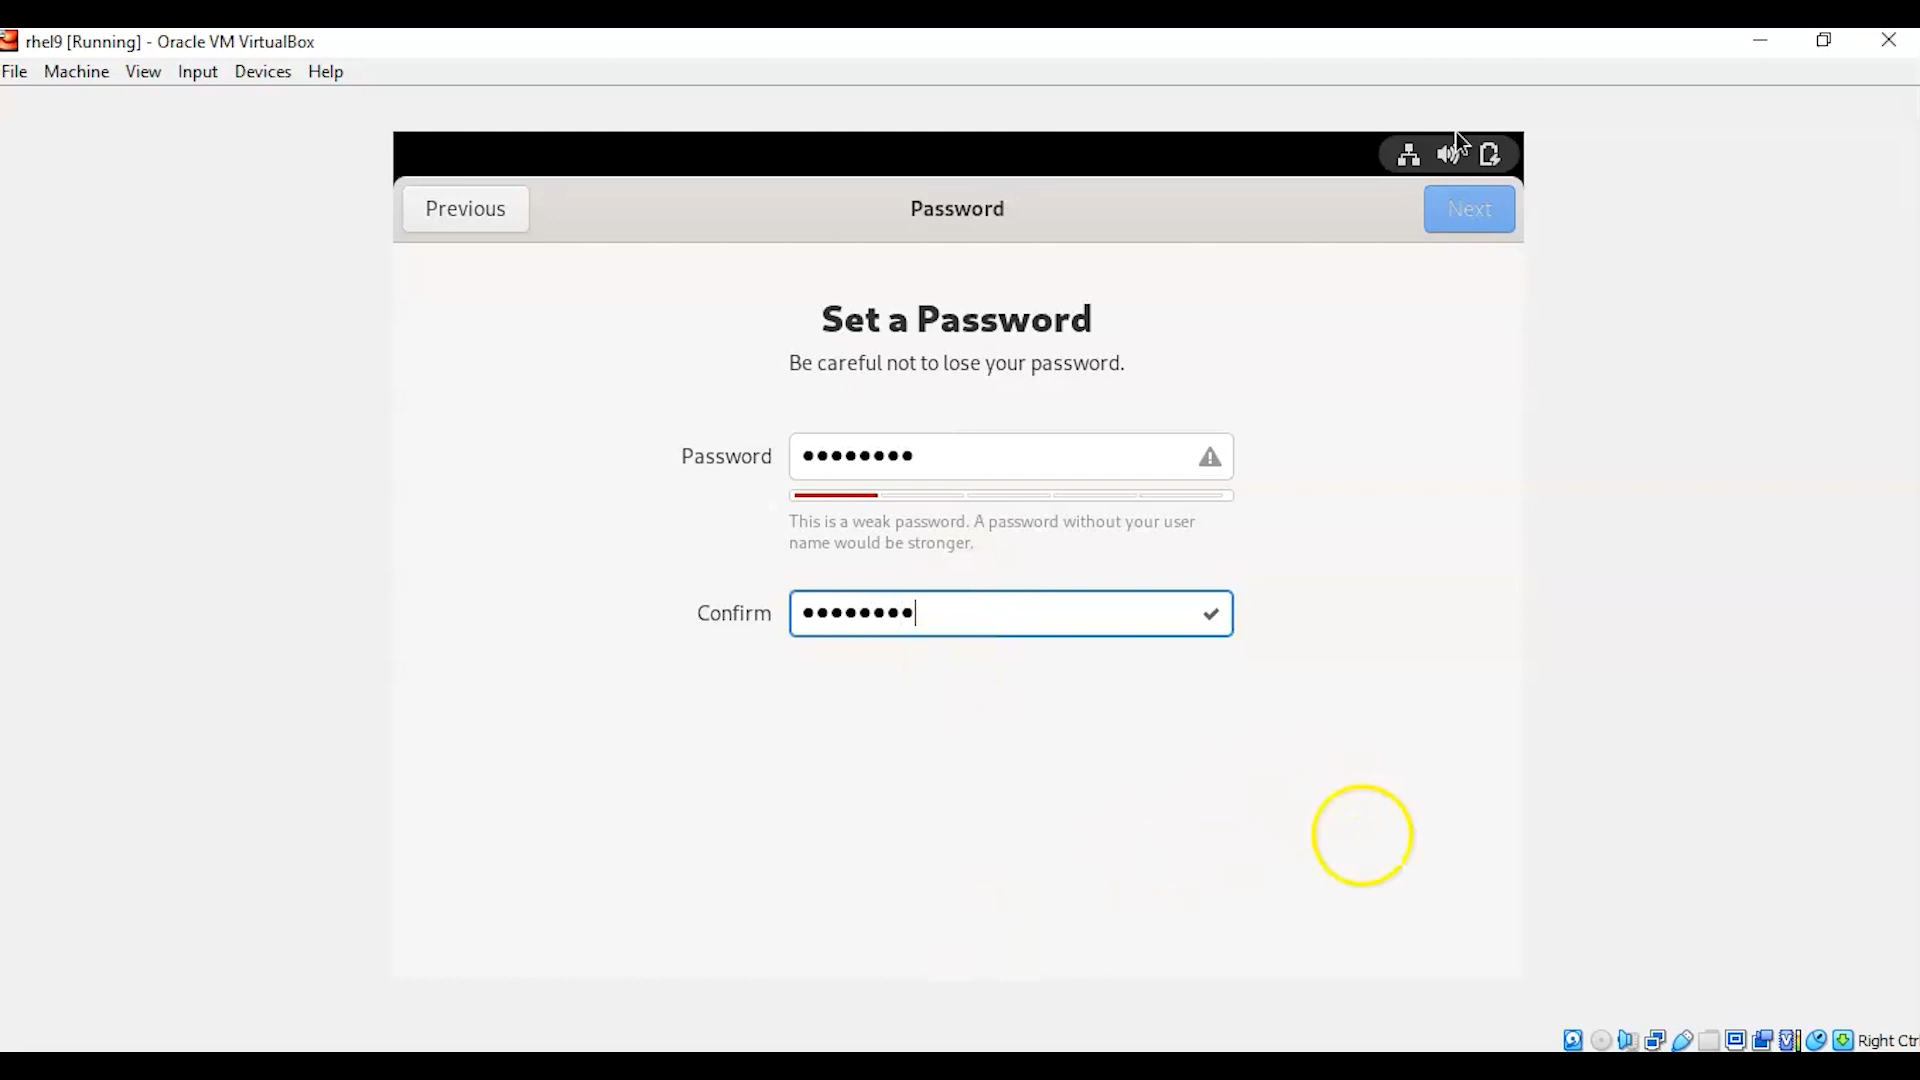 rhel9 [Running] - Oracle VM VirtualBox
File Machine View Input Devices Help
Previous
Password
Next
Set a Password
Be careful not to lose your password.
Password ••••••••
This is a weak password. A password without your user
name would be stronger.
Confirm ••••••••
Right Ctr